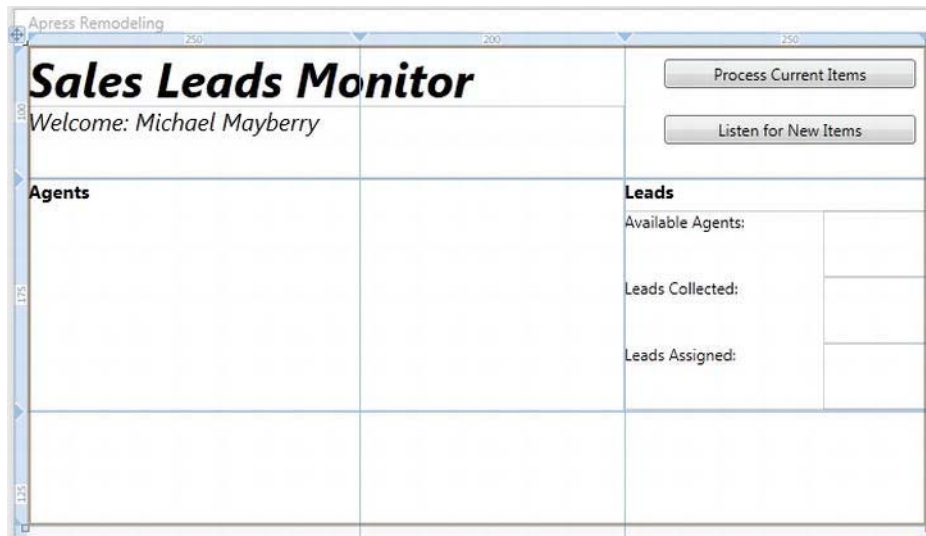 Apress Remodeling
250 200 250
Sales Leads Monitor
Process Current Items
100
Welcome: Michael Mayberry
Listen for New Items
Agents
Leads
Available Agents:
175
Leads Collected:
Leads Assigned:
125